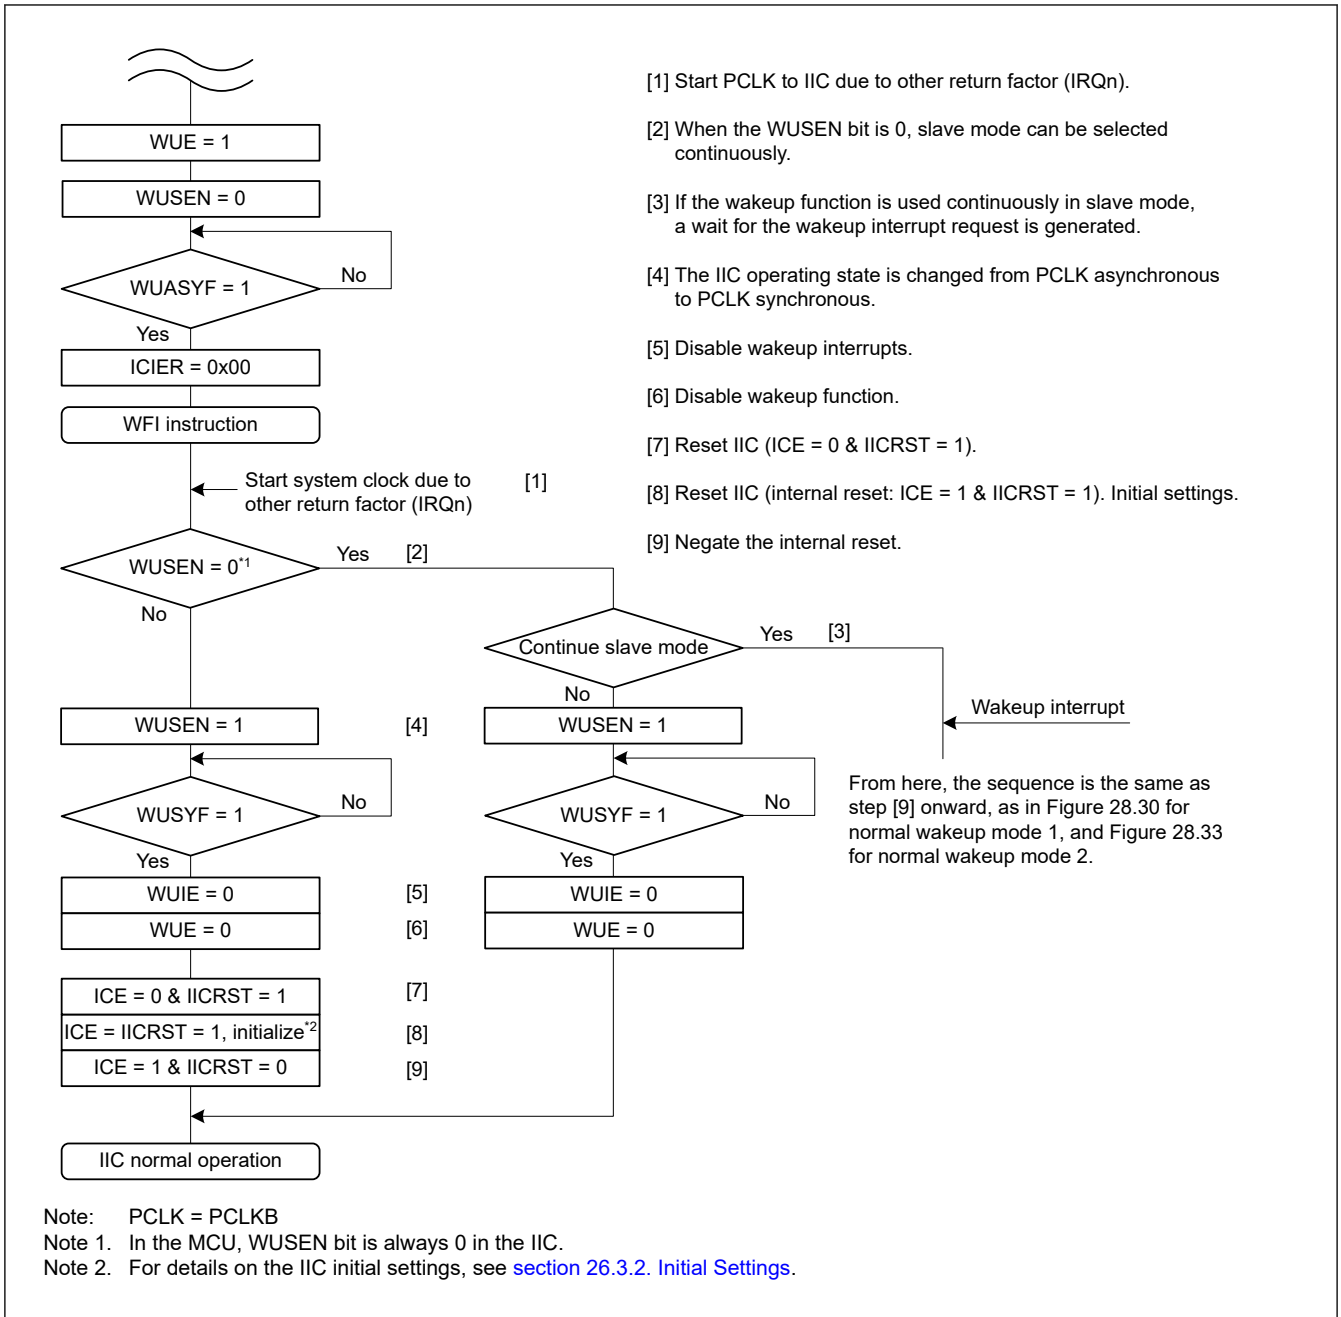 WUE = 1
WUSEN = 0
WUASYF = 1
No
Yes
ICIER = 0x00
WFI instruction
Start system clock due to
other return factor (IRQn)
[1]
WUSEN = 0*1
Yes
[2]
No
Continue slave mode
Yes
[3]
No
Wakeup interrupt
From here, the sequence is the same as
step [9] onward, as in Figure 28.30 for
normal wakeup mode 1, and Figure 28.33
for normal wakeup mode 2.
WUSEN = 1
[4]
WUSEN = 1
WUSYF = 1
No
WUSYF = 1
No
Yes
Yes
WUIE = 0
[5]
WUIE = 0
WUE = 0
[6]
WUE = 0
ICE = 0 & IICRST = 1
[7]
ICE = IICRST = 1, initialize*2
[8]
ICE = 1 & IICRST = 0
[9]
IIC normal operation
[1] Start PCLK to IIC due to other return factor (IRQn).
[2] When the WUSEN bit is 0, slave mode can be selected
continuously.
[3] If the wakeup function is used continuously in slave mode,
a wait for the wakeup interrupt request is generated.
[4] The IIC operating state is changed from PCLK asynchronous
to PCLK synchronous.
[5] Disable wakeup interrupts.
[6] Disable wakeup function.
[7] Reset IIC (ICE = 0 & IICRST = 1).
[8] Reset IIC (internal reset: ICE = 1 & IICRST = 1). Initial settings.
[9] Negate the internal reset.
Note: PCLK = PCLKB
Note 1. In the MCU, WUSEN bit is always 0 in the IIC.
Note 2. For details on the IIC initial settings, see section 26.3.2. Initial Settings.